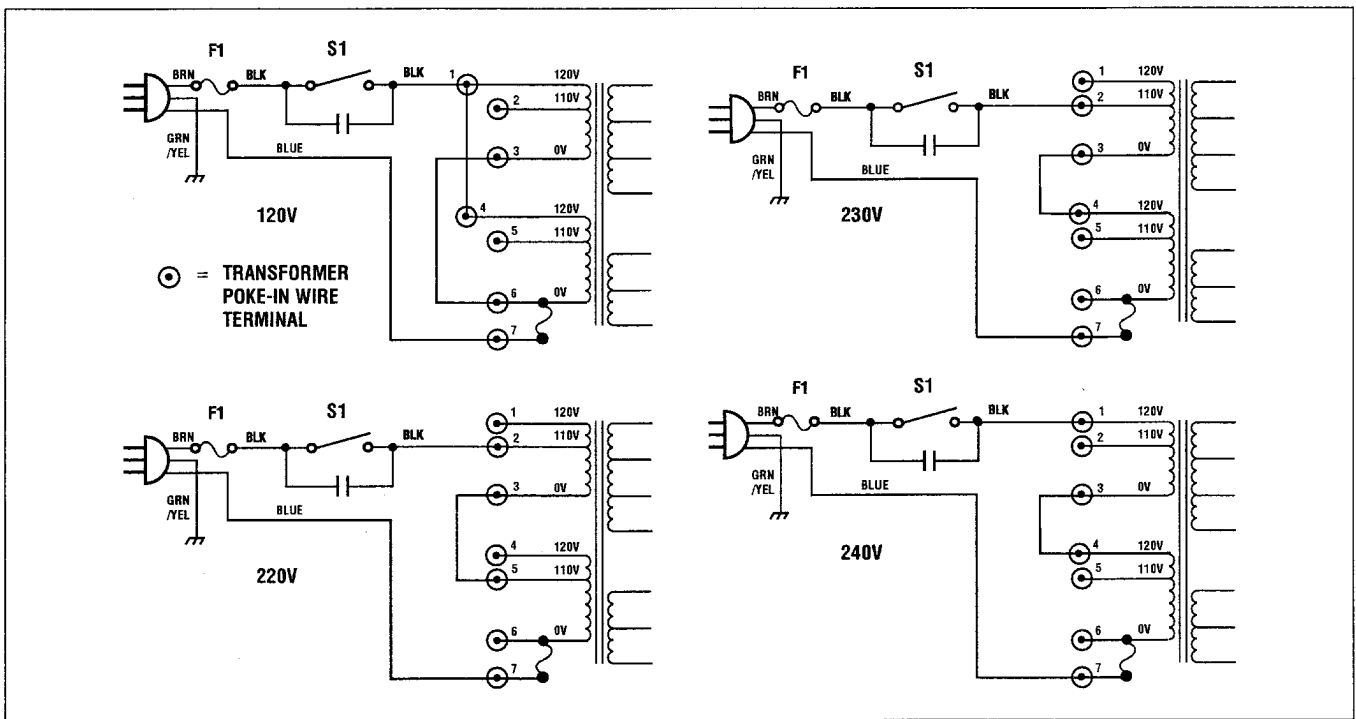 F1 S1
BRN BLK BLK 1 120V
2 110V
GRN
/YEL
3 0V
BLUE
120V
4 120V
5 110V
= TRANSFORMER
POKE-IN WIRE
TERMINAL
6 0V
7
F1 S1
BRN BLK BLK
1 120V
2 110V
GRN
/YEL
3 0V
BLUE
230V
4 120V
5 110V
6 0V
7
F1 S1
BRN BLK BLK
1 120V
2 110V
GRN
/YEL
3 0V
BLUE
220V
4 120V
5 110V
6 0V
7
F1 S1
BRN BLK BLK
1 120V
2 110V
GRN
/YEL
3 0V
BLUE
240V
4 120V
5 110V
6 0V
7